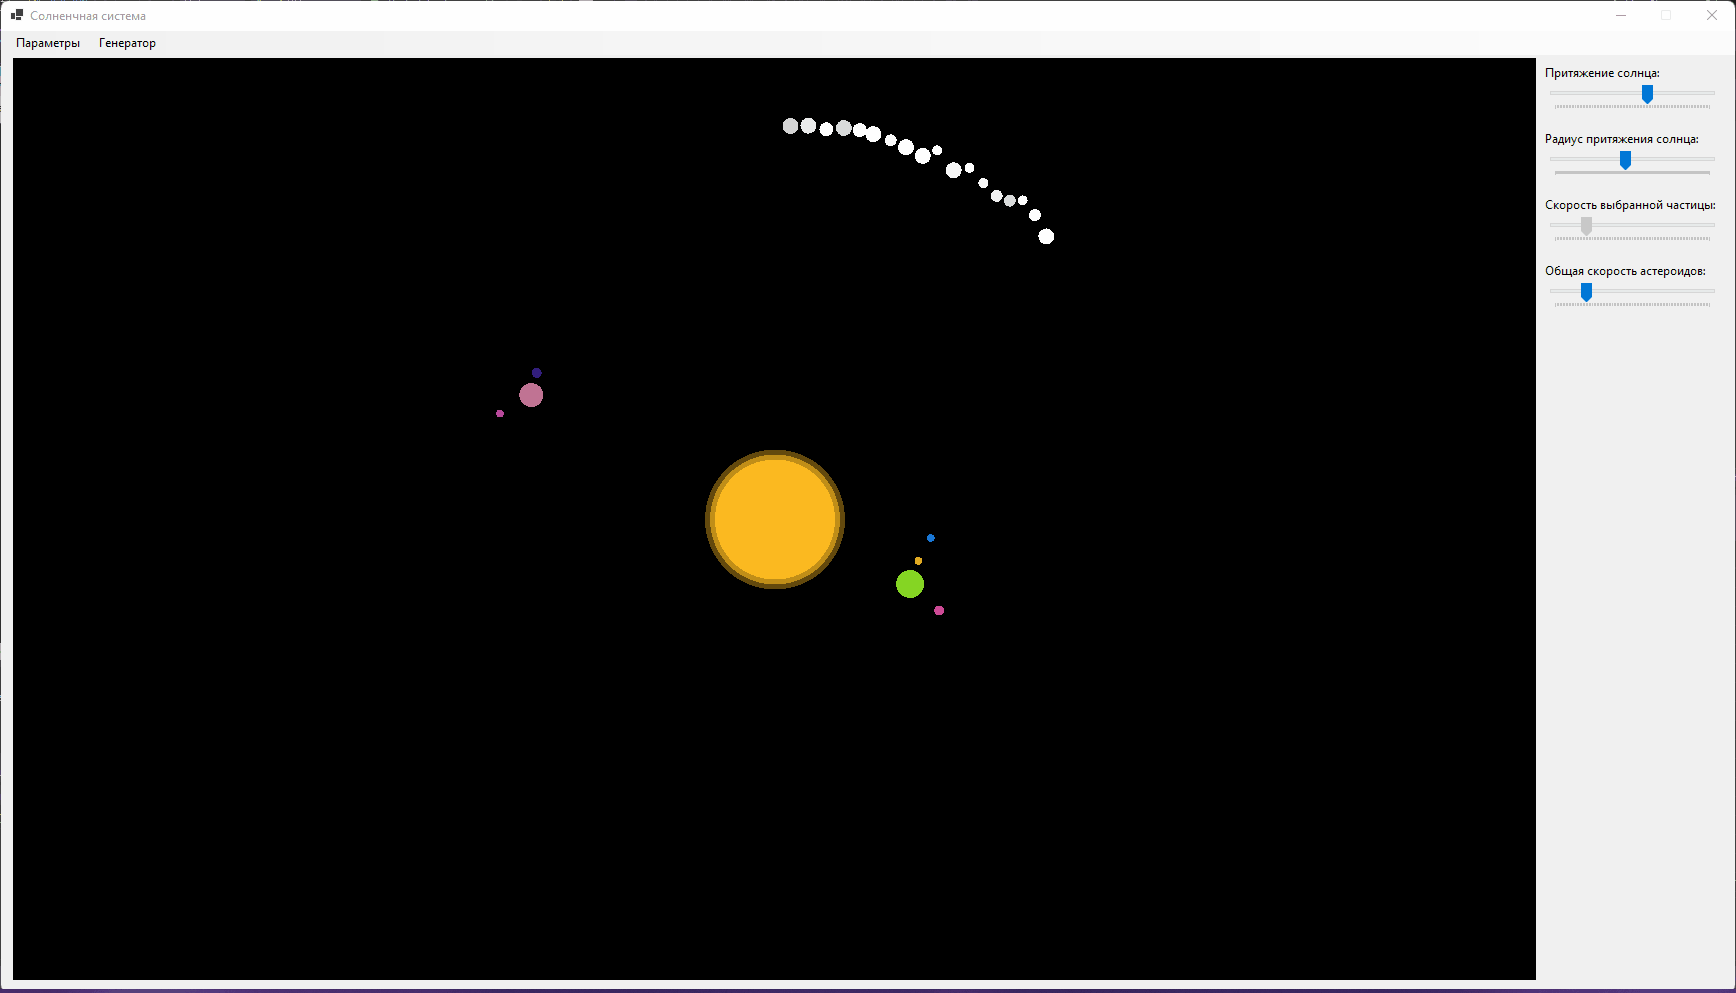 Солненчная система
Параметры Генератор
Притяжение солнца:
Радиус притяжения солнца:
Скорость выбранной частицы:
Общая скорость астероидов: